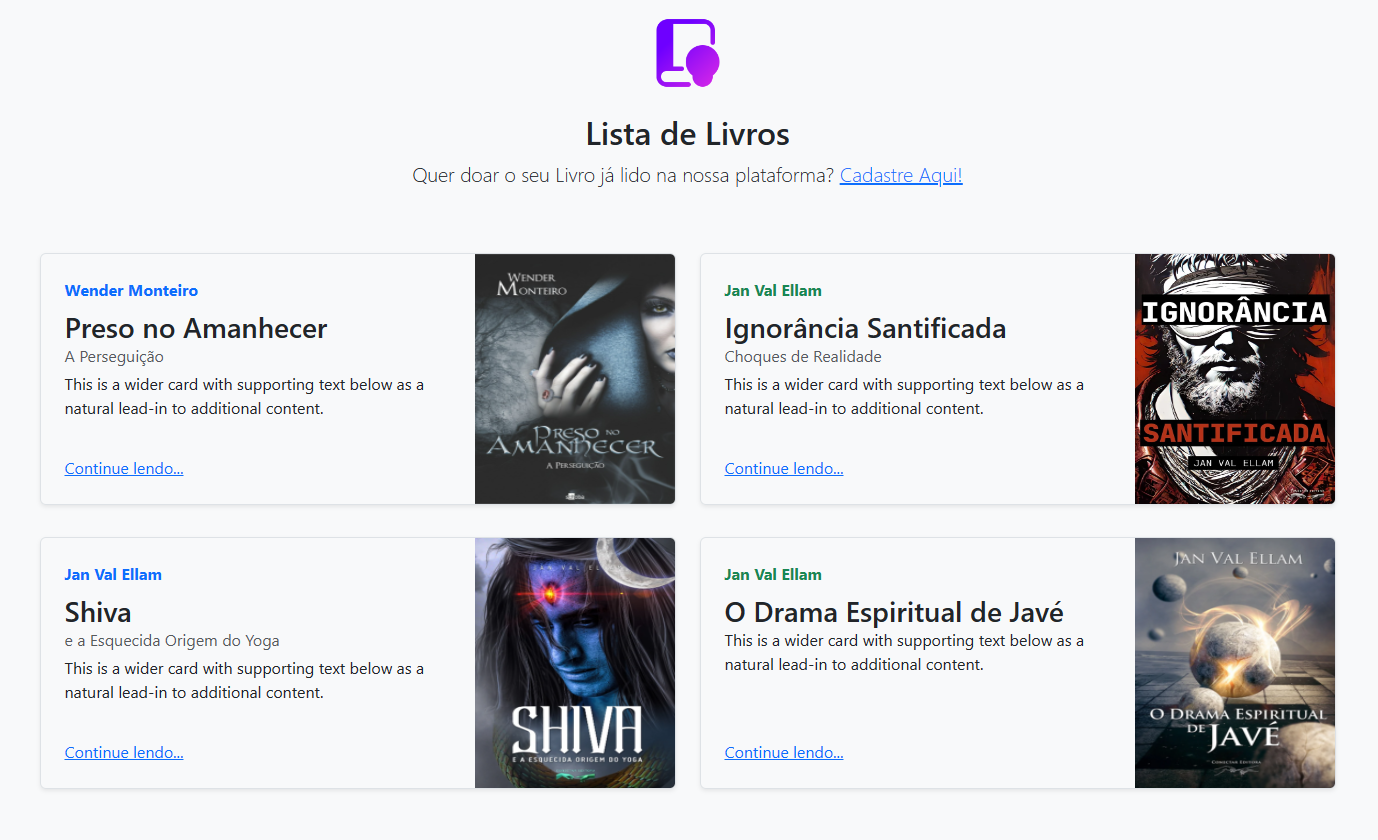 Lista de Livros
Quer doar o seu Livro já lido na nossa plataforma? Cadastre Aqui!
Wender Monteiro
Preso no Amanhecer
A Perseguição
This is a wider card with supporting text below as a
natural lead-in to additional content.
Continue lendo...
WENDER
MONTEIRO
PRESO NO
AMANHECER
A PERSEGUIÇÃO
Jan Val Ellam
Ignorância Santificada
Choques de Realidade
This is a wider card with supporting text below as a
natural lead-in to additional content.
Continue lendo...
IGNORÂNCIA
SANTIFICADA
JAN VAL ELLAM
Jan Val Ellam
Shiva
e a Esquecida Origem do Yoga
This is a wider card with supporting text below as a
natural lead-in to additional content.
Continue lendo...
JAN VAL ELLAM
SHIVA
E A ESQUECIDA ORIGEM DO YOGA
Jan Val Ellam
O Drama Espiritual de Javé
This is a wider card with supporting text below as a
natural lead-in to additional content.
Continue lendo...
JAN VAL ELLAM
O DRAMA ESPIRITUAL
DE JAVÉ
CONECTAR EDITORA